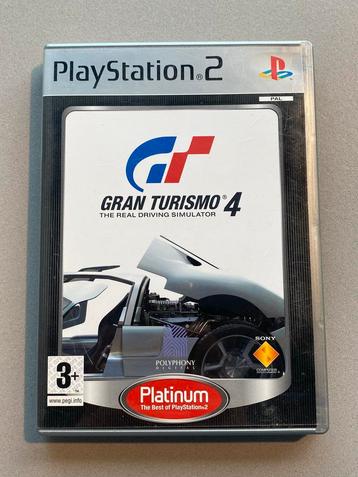 PlayStation®2
PAL
GRAN TURISMO® 4
THE REAL DRIVING SIMULATOR
POLYPHONY
DIGITAL
SONY
COMPUTER
3+
www.pegi.info
Platinum
The Best of PlayStation®2